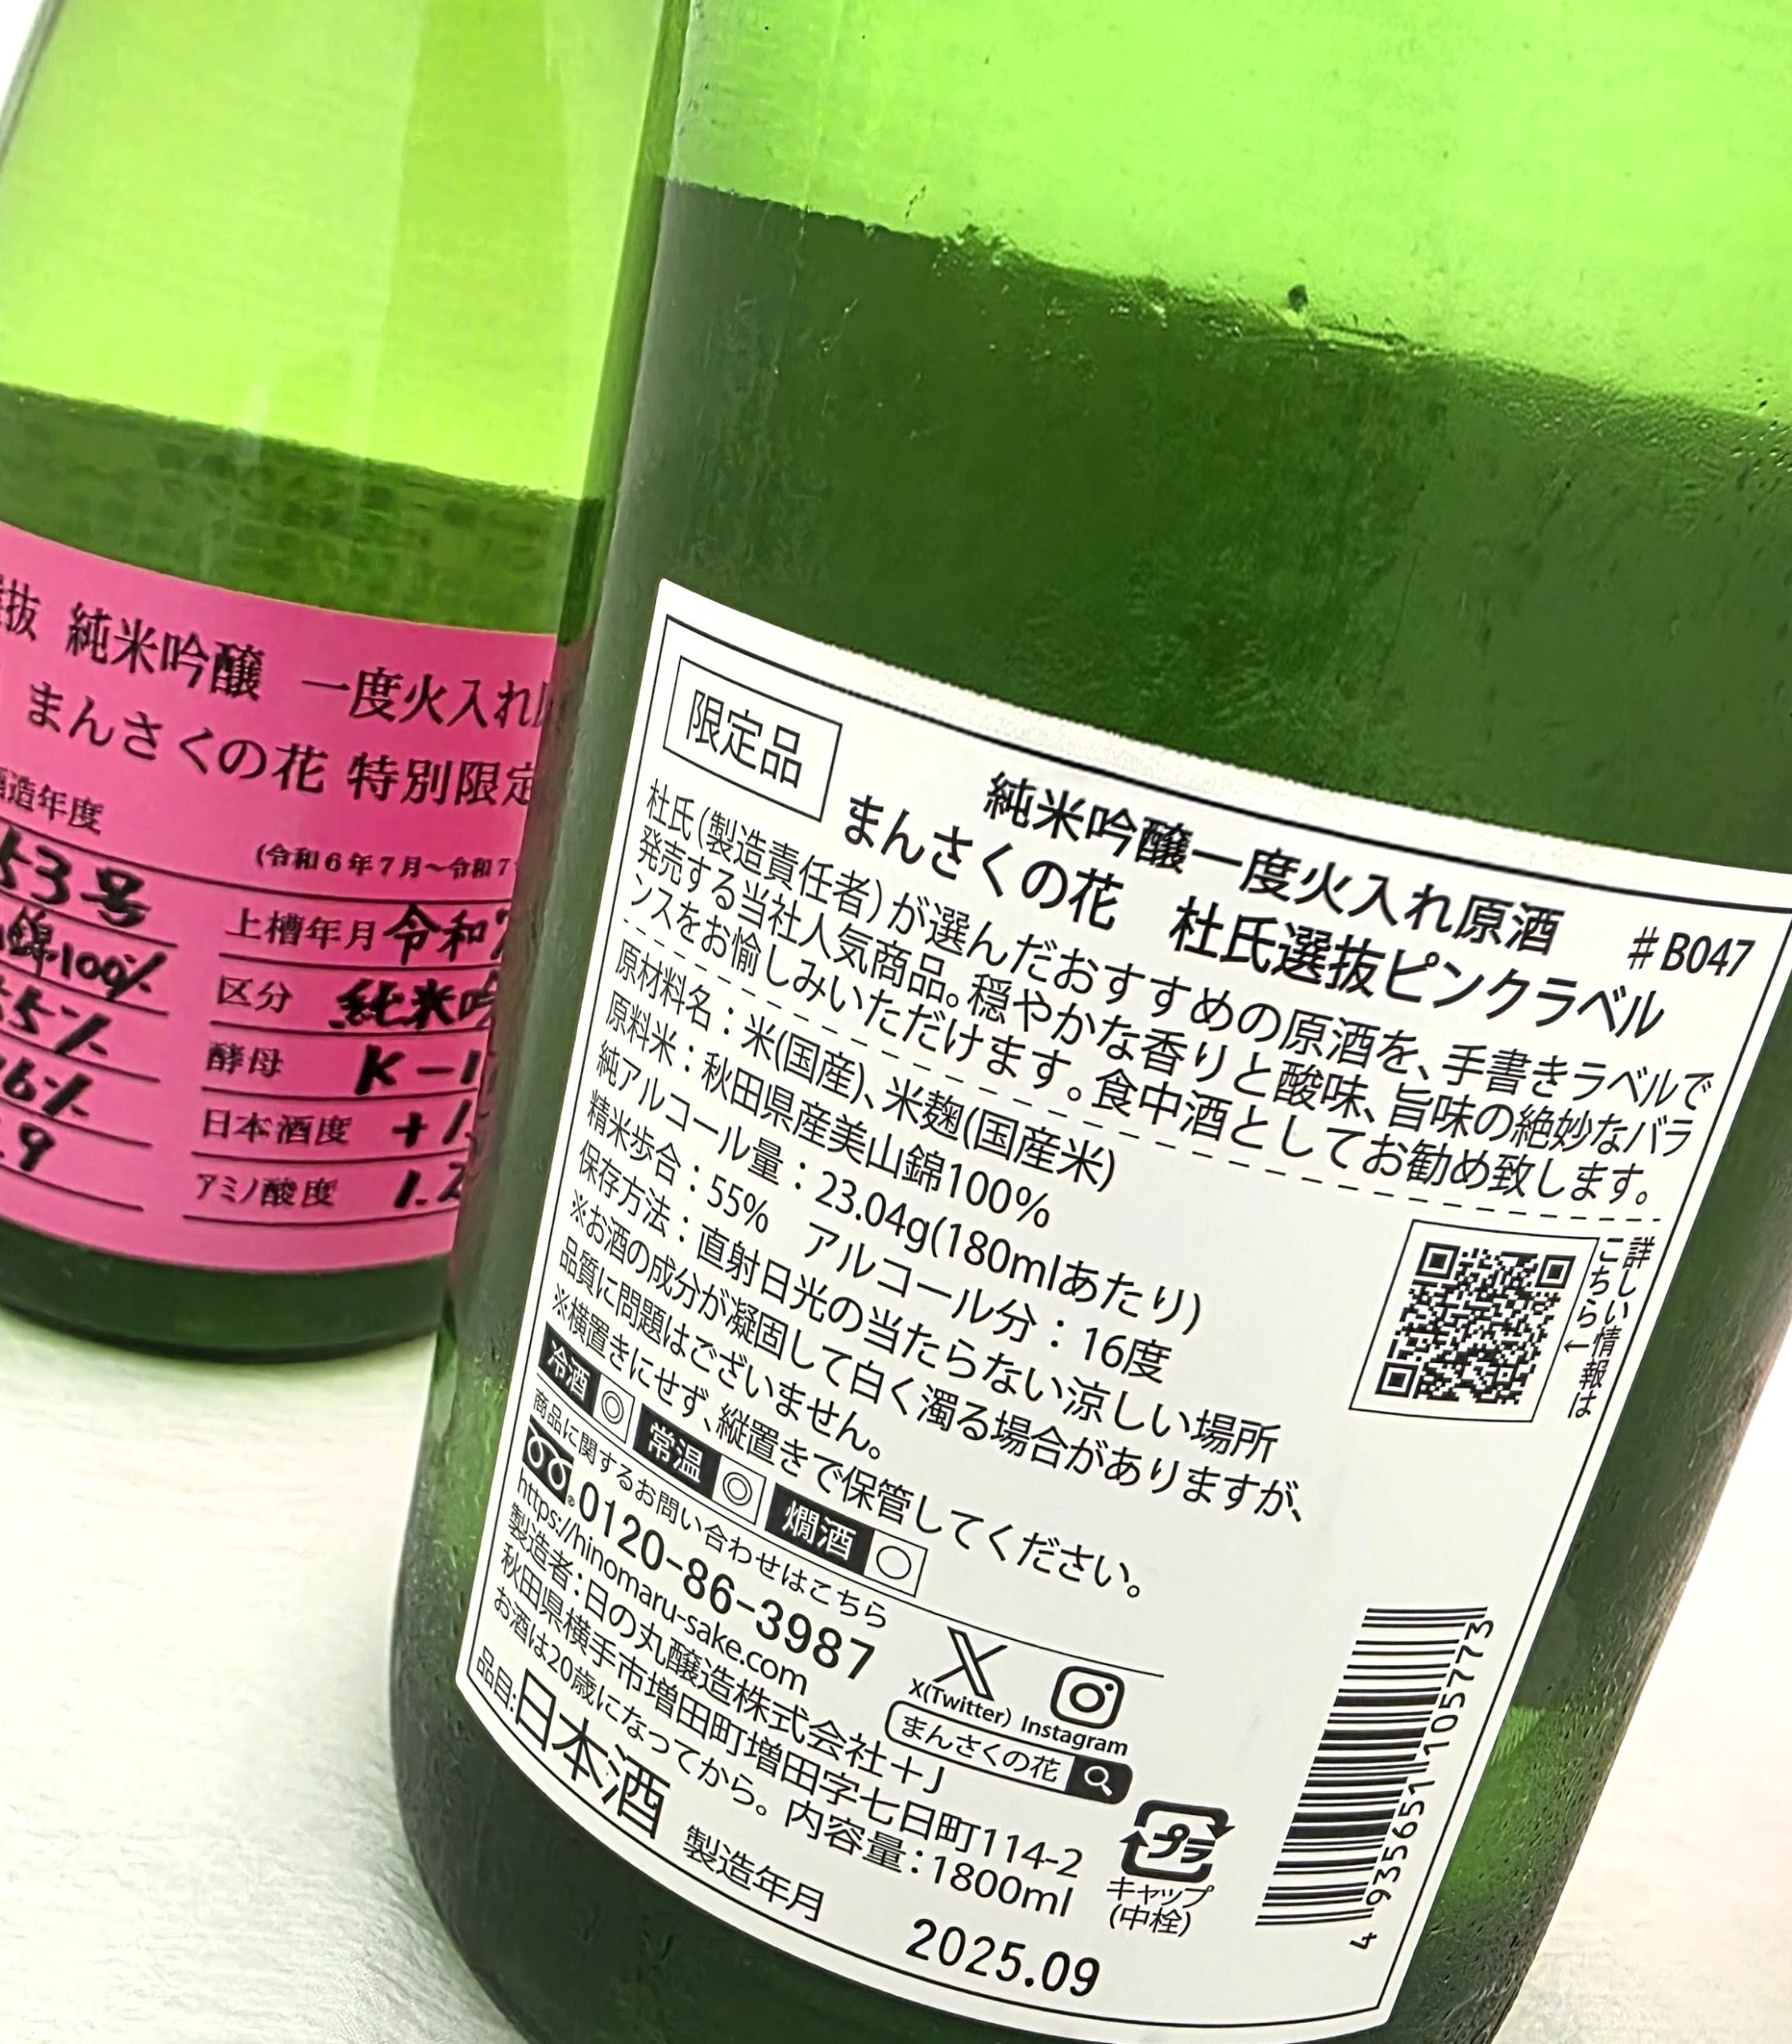 抜 純米吟醸 一度火入れ
まんさくの花 特別限定
醸造年度
(令和6年7月～令和7
53号
上槽年月 令和7
錦100%
区分 純米吟
55%
酵母 K-1
6%
日本酒度 +1.
.9
アミノ酸度 1.2
限定品
純米吟醸一度火入れ原酒 #B047
まんさくの花 杜氏選抜ピンクラベル
杜氏(製造責任者)が選んだおすすめの原酒を、手書きラベルで
発売する当社人気商品。穏やかな香りと酸味、旨味の絶妙なバラ
ンスをお愉しみいただけます。食中酒としてお勧め致します。
原材料名：米(国産)、米麹(国産米)
原料米：秋田県産美山錦100%
純アルコール量：23.04g(180mlあたり)
精米歩合：55% アルコール分：16度
保存方法：直射日光の当たらない涼しい場所
※お酒の成分が凝固して白く濁る場合がありますが、
品質に問題はございません。
※横置きにせず、縦置きで保管してください。
詳しい情報は
こちら→
冷酒 ◎ 常温 ◎ 燗酒 ○
商品に関するお問い合わせはこちら
0120-86-3987
https://hinomaru-sake.com
X(Twitter) Instagram
まんさくの花
製造者：日の丸醸造株式会社＋J
秋田県横手市増田町増田字七日町114-2
お酒は20歳になってから。内容量：1800ml
品目：日本酒
プラ
キャップ
(中栓)
製造年月 2025.09
4 935651 105773